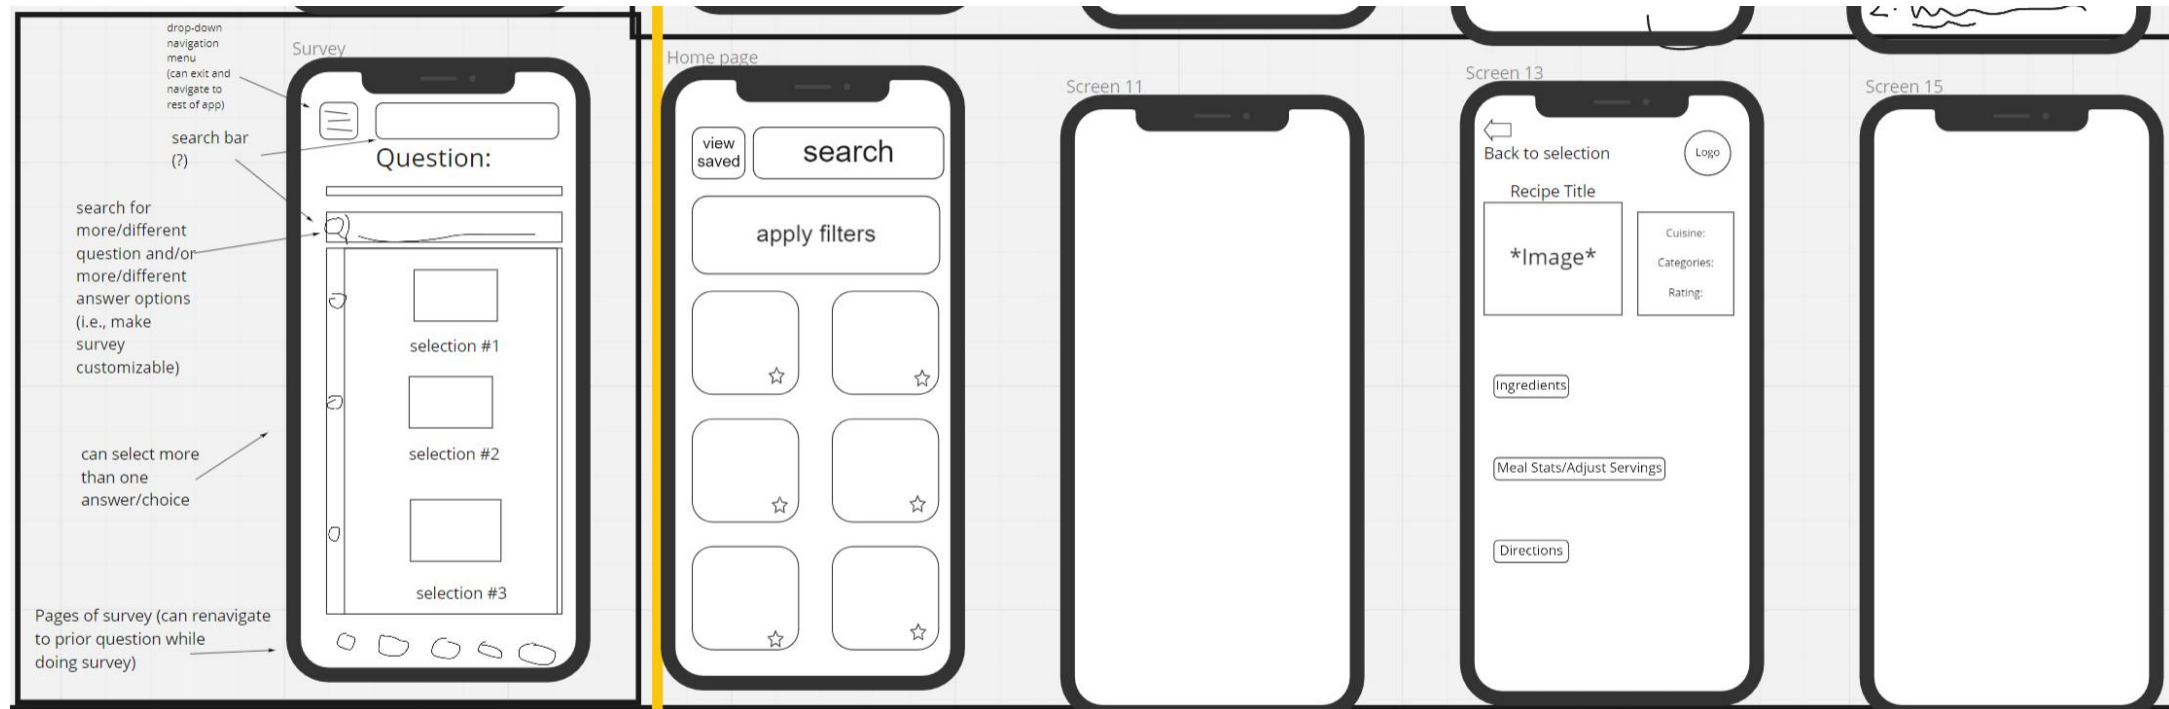 drop-down
navigation
menu
(can exit and
navigate to
rest of app)
search bar
(?)
search for
more/different
question and/or
more/different
answer options
(i.e., make
survey
customizable)
can select more
than one
answer/choice
Pages of survey (can renavigate
to prior question while
doing survey)
Survey
Question:
selection #1
selection #2
selection #3
Home page
view
saved
search
apply filters
Screen 11
Screen 13
Back to selection
Logo
Recipe Title
*Image*
Cuisine:
Categories:
Rating:
Ingredients
Meal Stats/Adjust Servings
Directions
2.
Screen 15